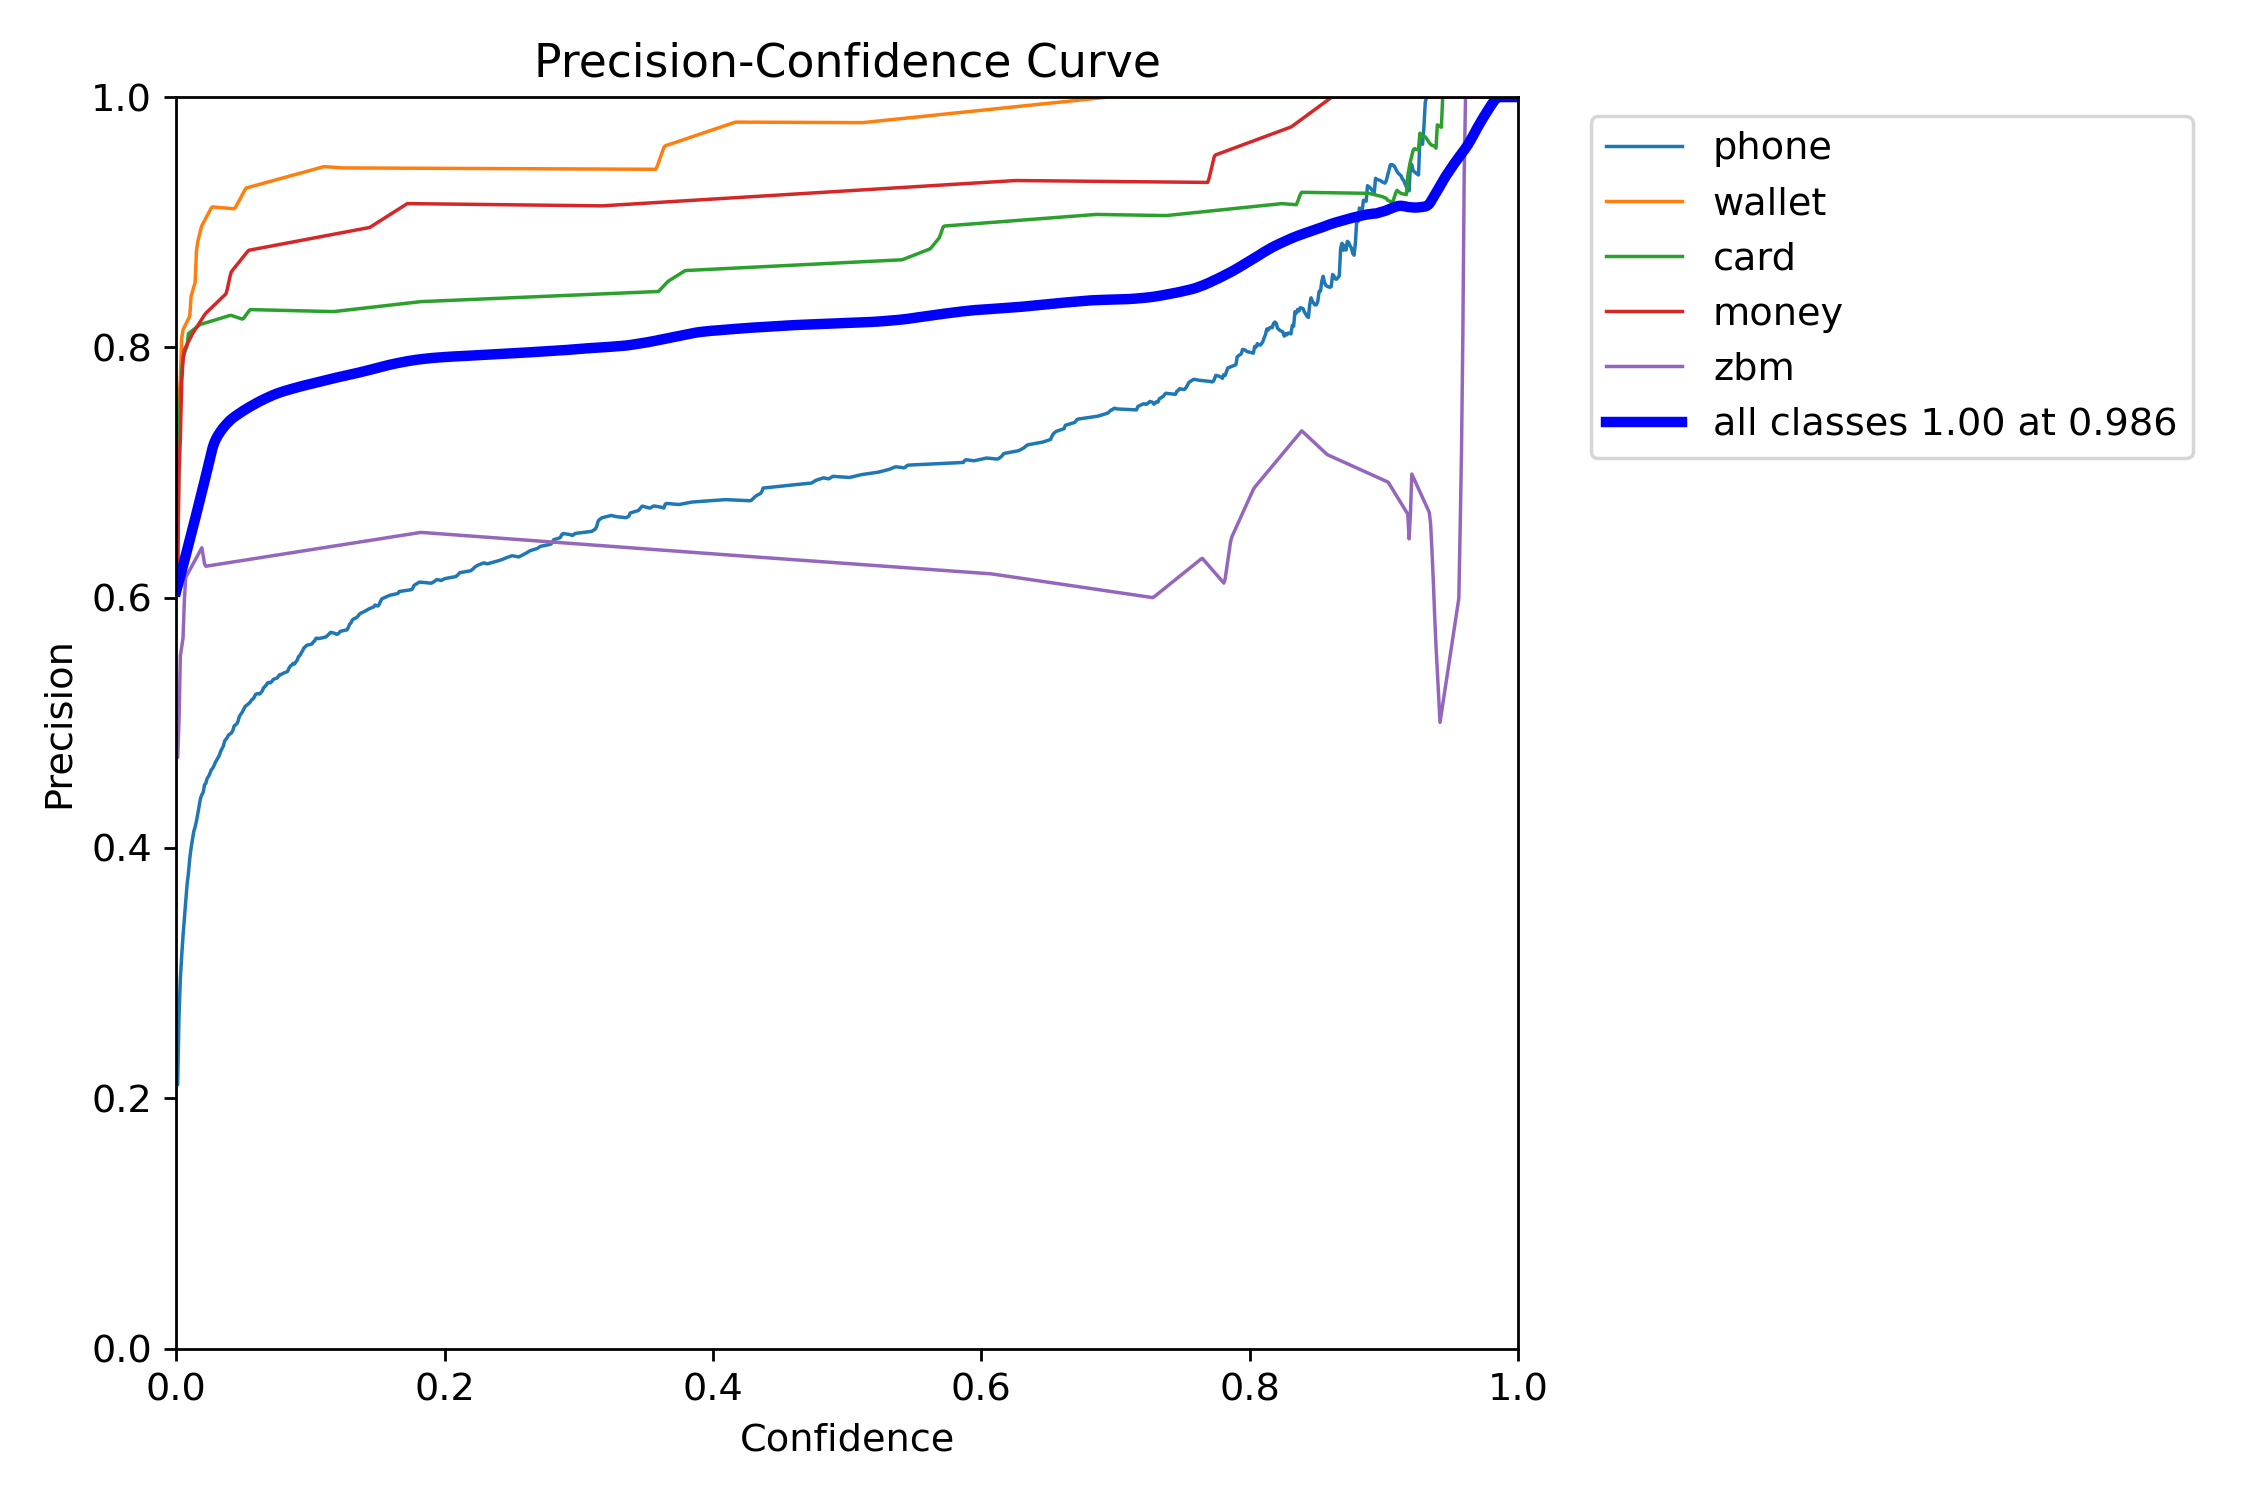 Precision-Confidence Curve
1.0
0.8
0.6
0.4
0.2
0.0
Precision
0.0 0.2 0.4 0.6 0.8 1.0
Confidence
phone
wallet
card
money
zbm
all classes 1.00 at 0.986